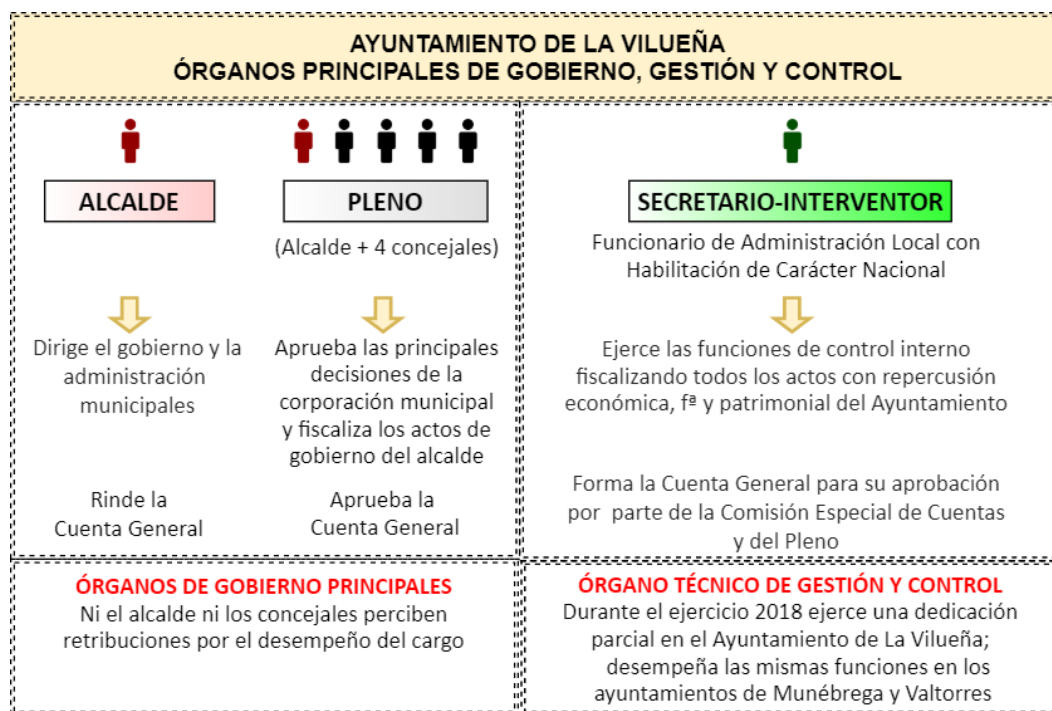 AYUNTAMIENTO DE LA VILUEÑA
ÓRGANOS PRINCIPALES DE GOBIERNO, GESTIÓN Y CONTROL
ALCALDE
Dirige el gobierno y la
administración
municipales
Rinde la
Cuenta General
PLENO
(Alcalde + 4 concejales)
Aprueba las principales
decisiones de la
corporación municipal
y fiscaliza los actos de
gobierno del alcalde
Aprueba la
Cuenta General
SECRETARIO-INTERVENTOR
Funcionario de Administración Local con
Habilitación de Carácter Nacional
Ejerce las funciones de control interno
fiscalizando todos los actos con repercusión
económica, fª y patrimonial del Ayuntamiento
Forma la Cuenta General para su aprobación
por parte de la Comisión Especial de Cuentas
y del Pleno
ÓRGANOS DE GOBIERNO PRINCIPALES
Ni el alcalde ni los concejales perciben
retribuciones por el desempeño del cargo
ÓRGANO TÉCNICO DE GESTIÓN Y CONTROL
Durante el ejercicio 2018 ejerce una dedicación
parcial en el Ayuntamiento de La Vilueña;
desempeña las mismas funciones en los
ayuntamientos de Munébrega y Valtorres